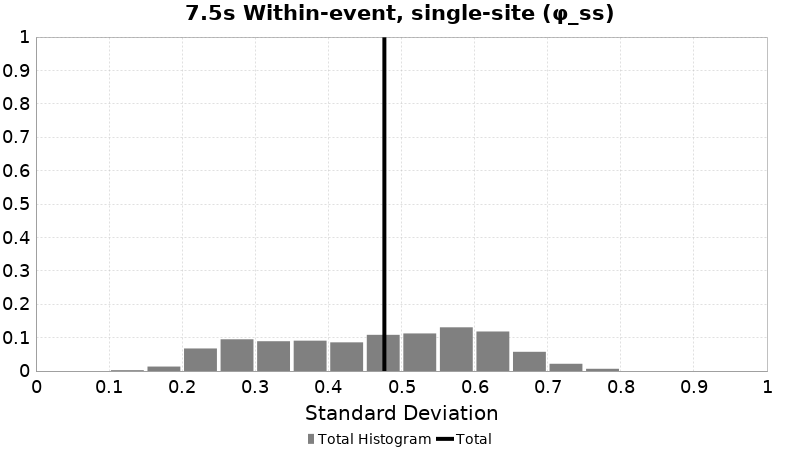 7.5s Within-event, single-site (φ_ss)
1
0.9
0.8
0.7
0.6
0.5
0.4
0.3
0.2
0.1
0
0 0.1 0.2 0.3 0.4 0.5 0.6 0.7 0.8 0.9 1
Standard Deviation
Total Histogram Total